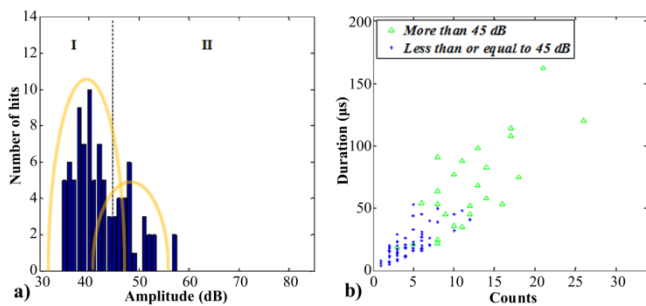 14
12
10
8
6
4
2
0
Number of hits
I
II
30
40
50
60
70
80
Amplitude (dB)
a)
More than 45 dB
Less than or equal to 45 dB
200
150
100
50
0
Duration (µs)
0
5
10
15
20
25
30
Counts
b)